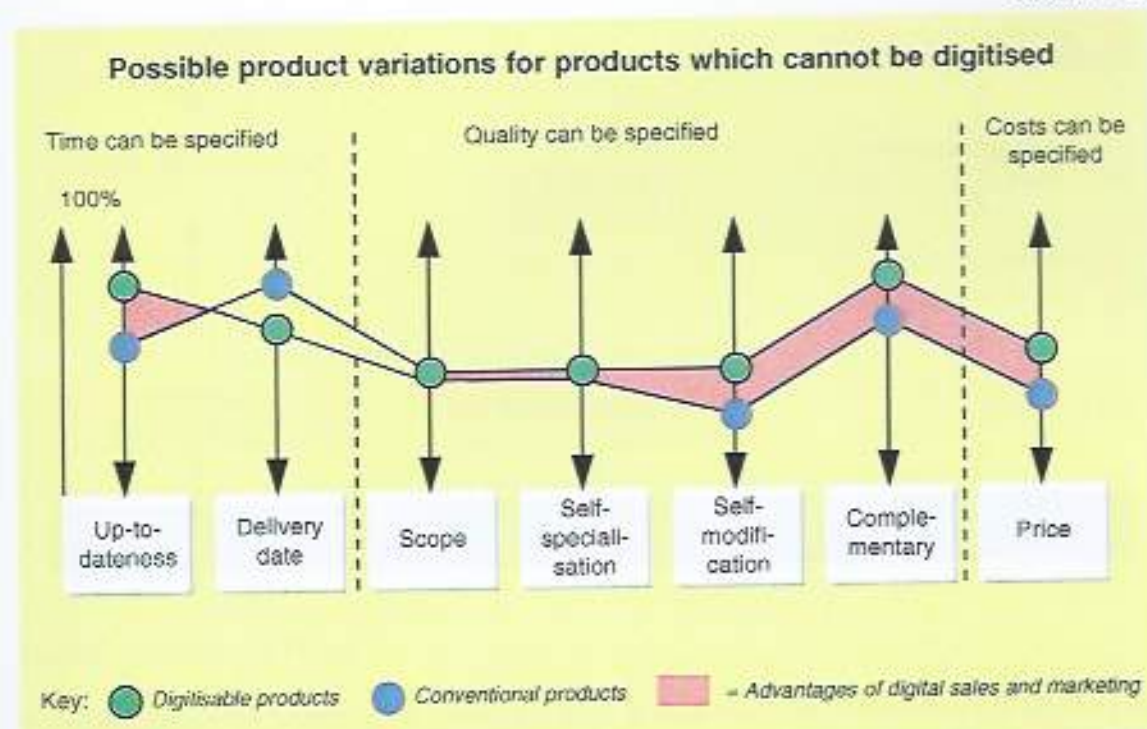 Possible product variations for products which cannot be digitised
Time can be specified
Quality can be specified
Costs can be
specified
100%
Up-to-
dateness
Delivery
date
Scope
Self-
speciali-
sation
Self-
modifi-
cation
Comple-
mentary
Price
Key:
Digitilisable products
Conventional products
= Advantages of digital sales and marketing